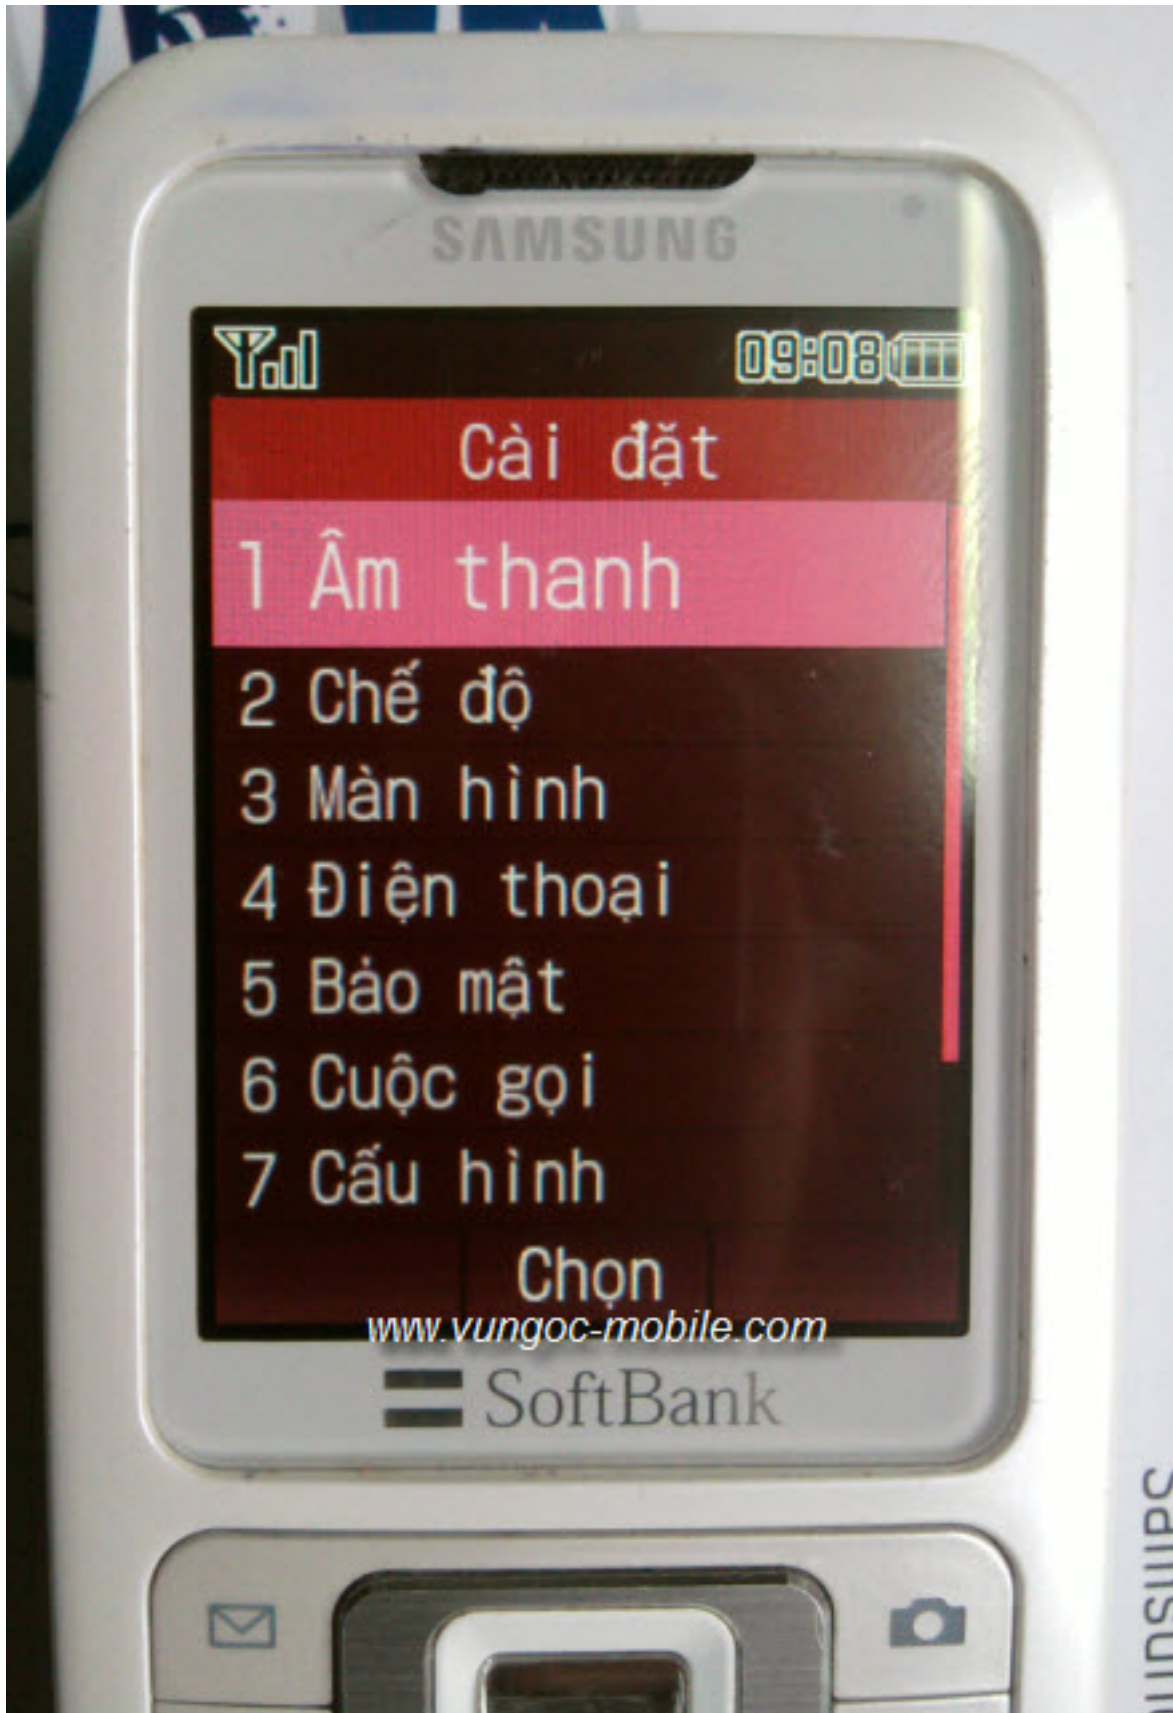 SAMSUNG
09:08
Cài đặt
1 Âm thanh
2 Chế độ
3 Màn hình
4 Điện thoại
5 Bảo mật
6 Cuộc gọi
7 Cấu hình
Chọn
www.vungoc-mobile.com
SoftBank